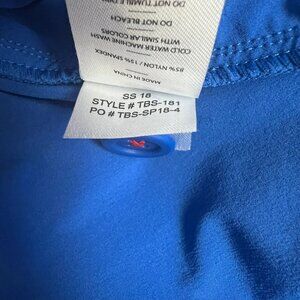 DO NOT TUMBLE DRY
DO NOT BLEACH
WITH SIMILAR COLORS
COLD WATER MACHINE WASH
85% NYLON / 15% SPANDEX
MADE IN CHINA
SS 18
STYLE # TBS-181
PO # TBS-SP18-4